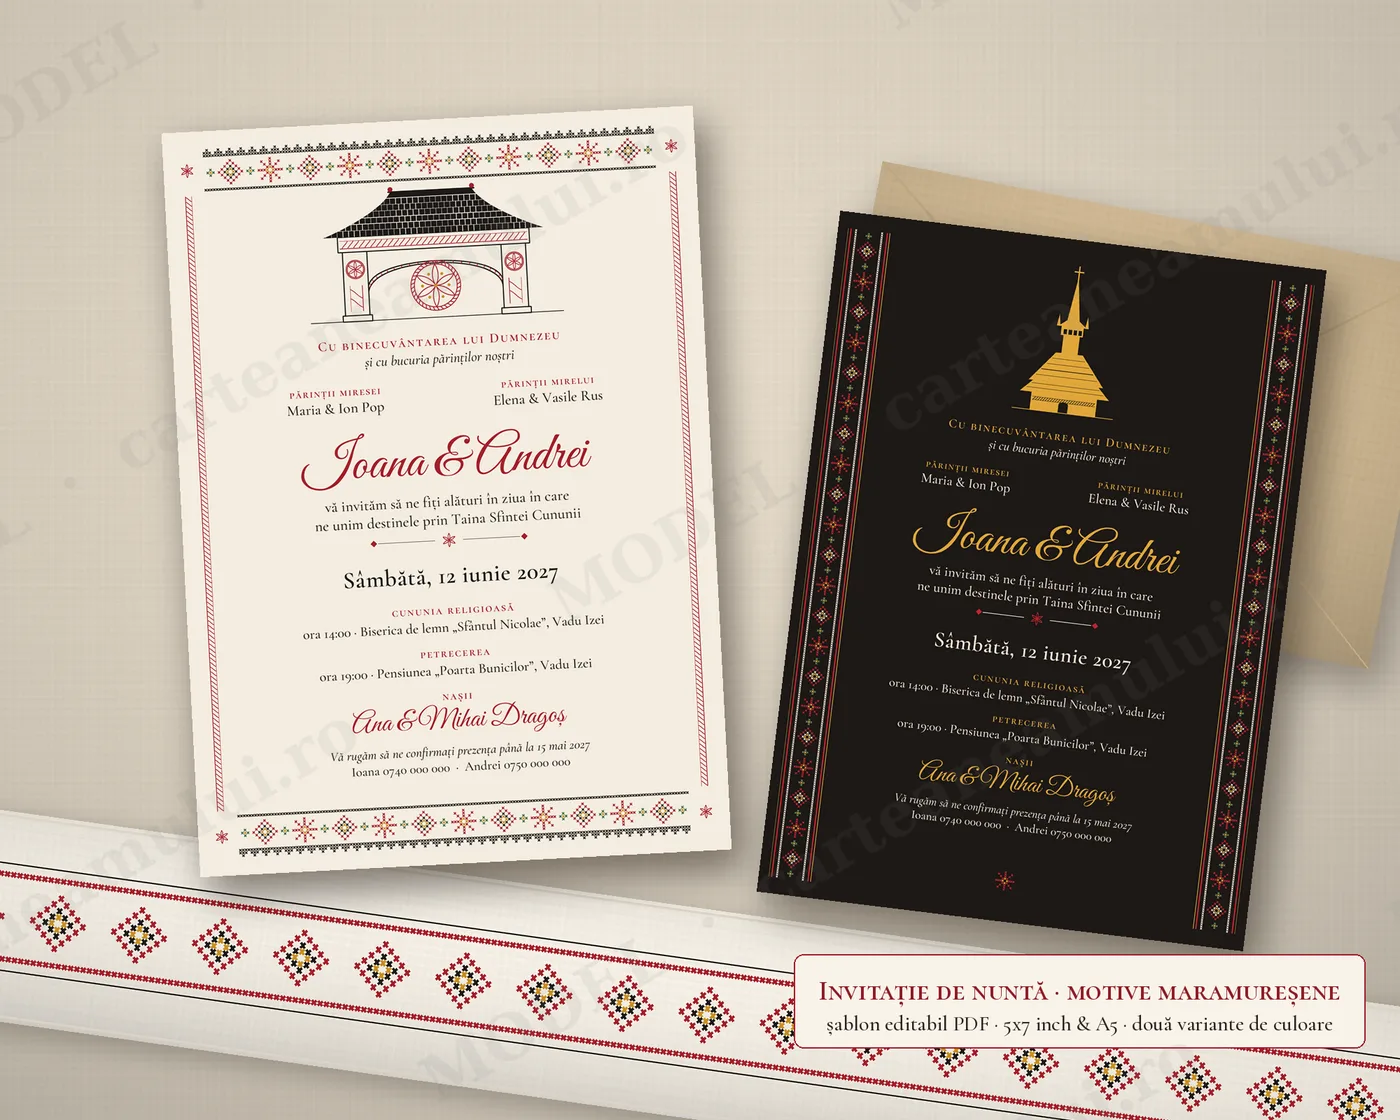 Cu binecuvântarea lui Dumnezeu
și cu bucuria părinților noștri
părinții miresei
Maria & Ion Pop
părinții mirelui
Elena & Vasile Rus
Ioana & Andrei
vă invităm să ne fiți alături în ziua în care
ne unim destinele prin Taina Sfintei Cununii
Sâmbătă, 12 iunie 2027
cununia religioasă
ora 14:00 · Biserica de lemn „Sfântul Nicolae”, Vadu Izei
petrecerea
ora 19:00 · Pensiunea „Poarta Bunicilor”, Vadu Izei
nașii
Ana & Mihai Dragoș
Vă rugăm să ne confirmați prezența până la 15 mai 2027
Ioana 0740 000 000 · Andrei 0750 000 000
Cu binecuvântarea lui Dumnezeu
și cu bucuria părinților noștri
părinții miresei
Maria & Ion Pop
părinții mirelui
Elena & Vasile Rus
Ioana & Andrei
vă invităm să ne fiți alături în ziua în care
ne unim destinele prin Taina Sfintei Cununii
Sâmbătă, 12 iunie 2027
cununia religioasă
ora 14:00 · Biserica de lemn „Sfântul Nicolae”, Vadu Izei
petrecerea
ora 19:00 · Pensiunea „Poarta Bunicilor”, Vadu Izei
nașii
Ana & Mihai Dragoș
Vă rugăm să ne confirmați prezența până la 15 mai 2027
Ioana 0740 000 000 · Andrei 0750 000 000
Invitație de nuntă · motive maramureșene
șablon editabil PDF · 5x7 inch & A5 · două variante de culoare
MODEL
carteaneamului.ro
MODEL
carteaneamului.ro
MODEL